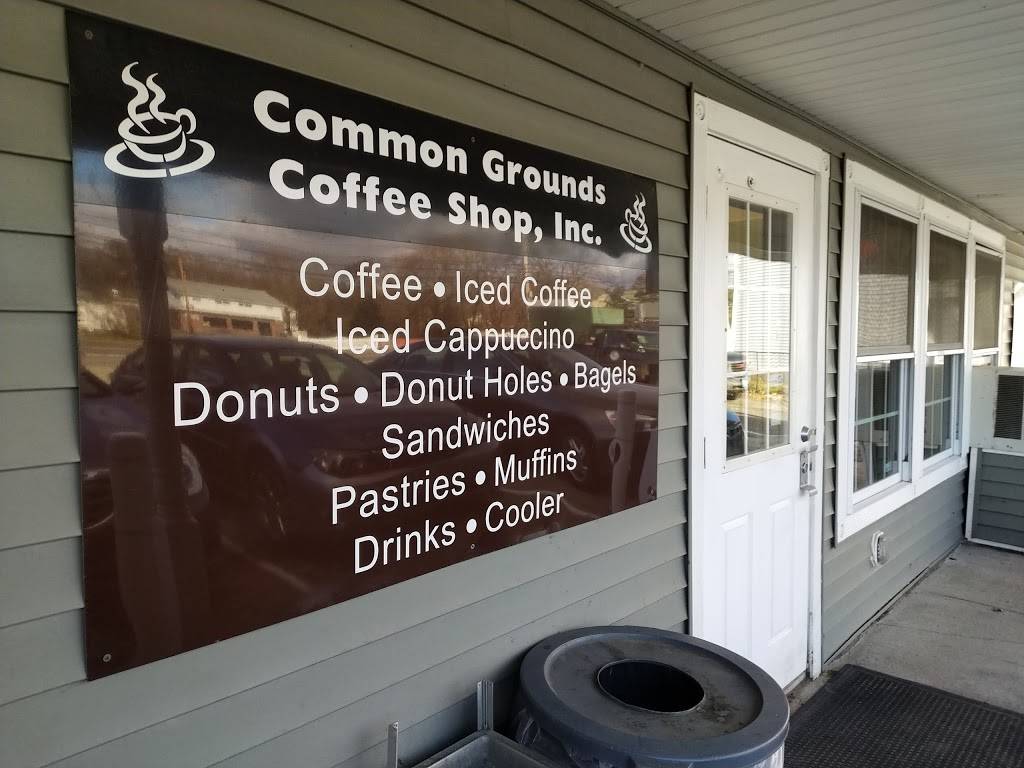 Common Grounds
Coffee Shop, Inc.
Coffee • Iced Coffee
Iced Cappuccino
Donuts • Donut Holes • Bagels
Sandwiches
Pastries • Muffins
Drinks • Cooler